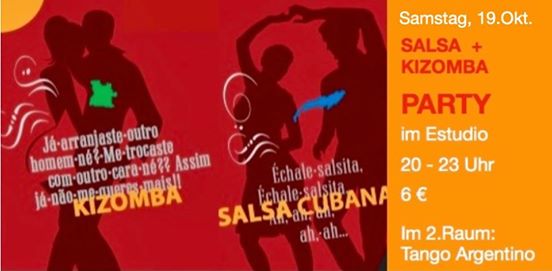 Já·arranjaste·outro
homem·né?·Me·trocaste
com·outro·cara·né?? Assim
já·não·me·queres·mais!!
KIZOMBA
Échale·salsita,
Échale·salsita
Ah,·ah,·ah,
ah,·ah...
SALSA CUBANA
Samstag, 19.Okt.
SALSA +
KIZOMBA
PARTY
im Estudio
20 - 23 Uhr
6 €
Im 2.Raum:
Tango Argentino